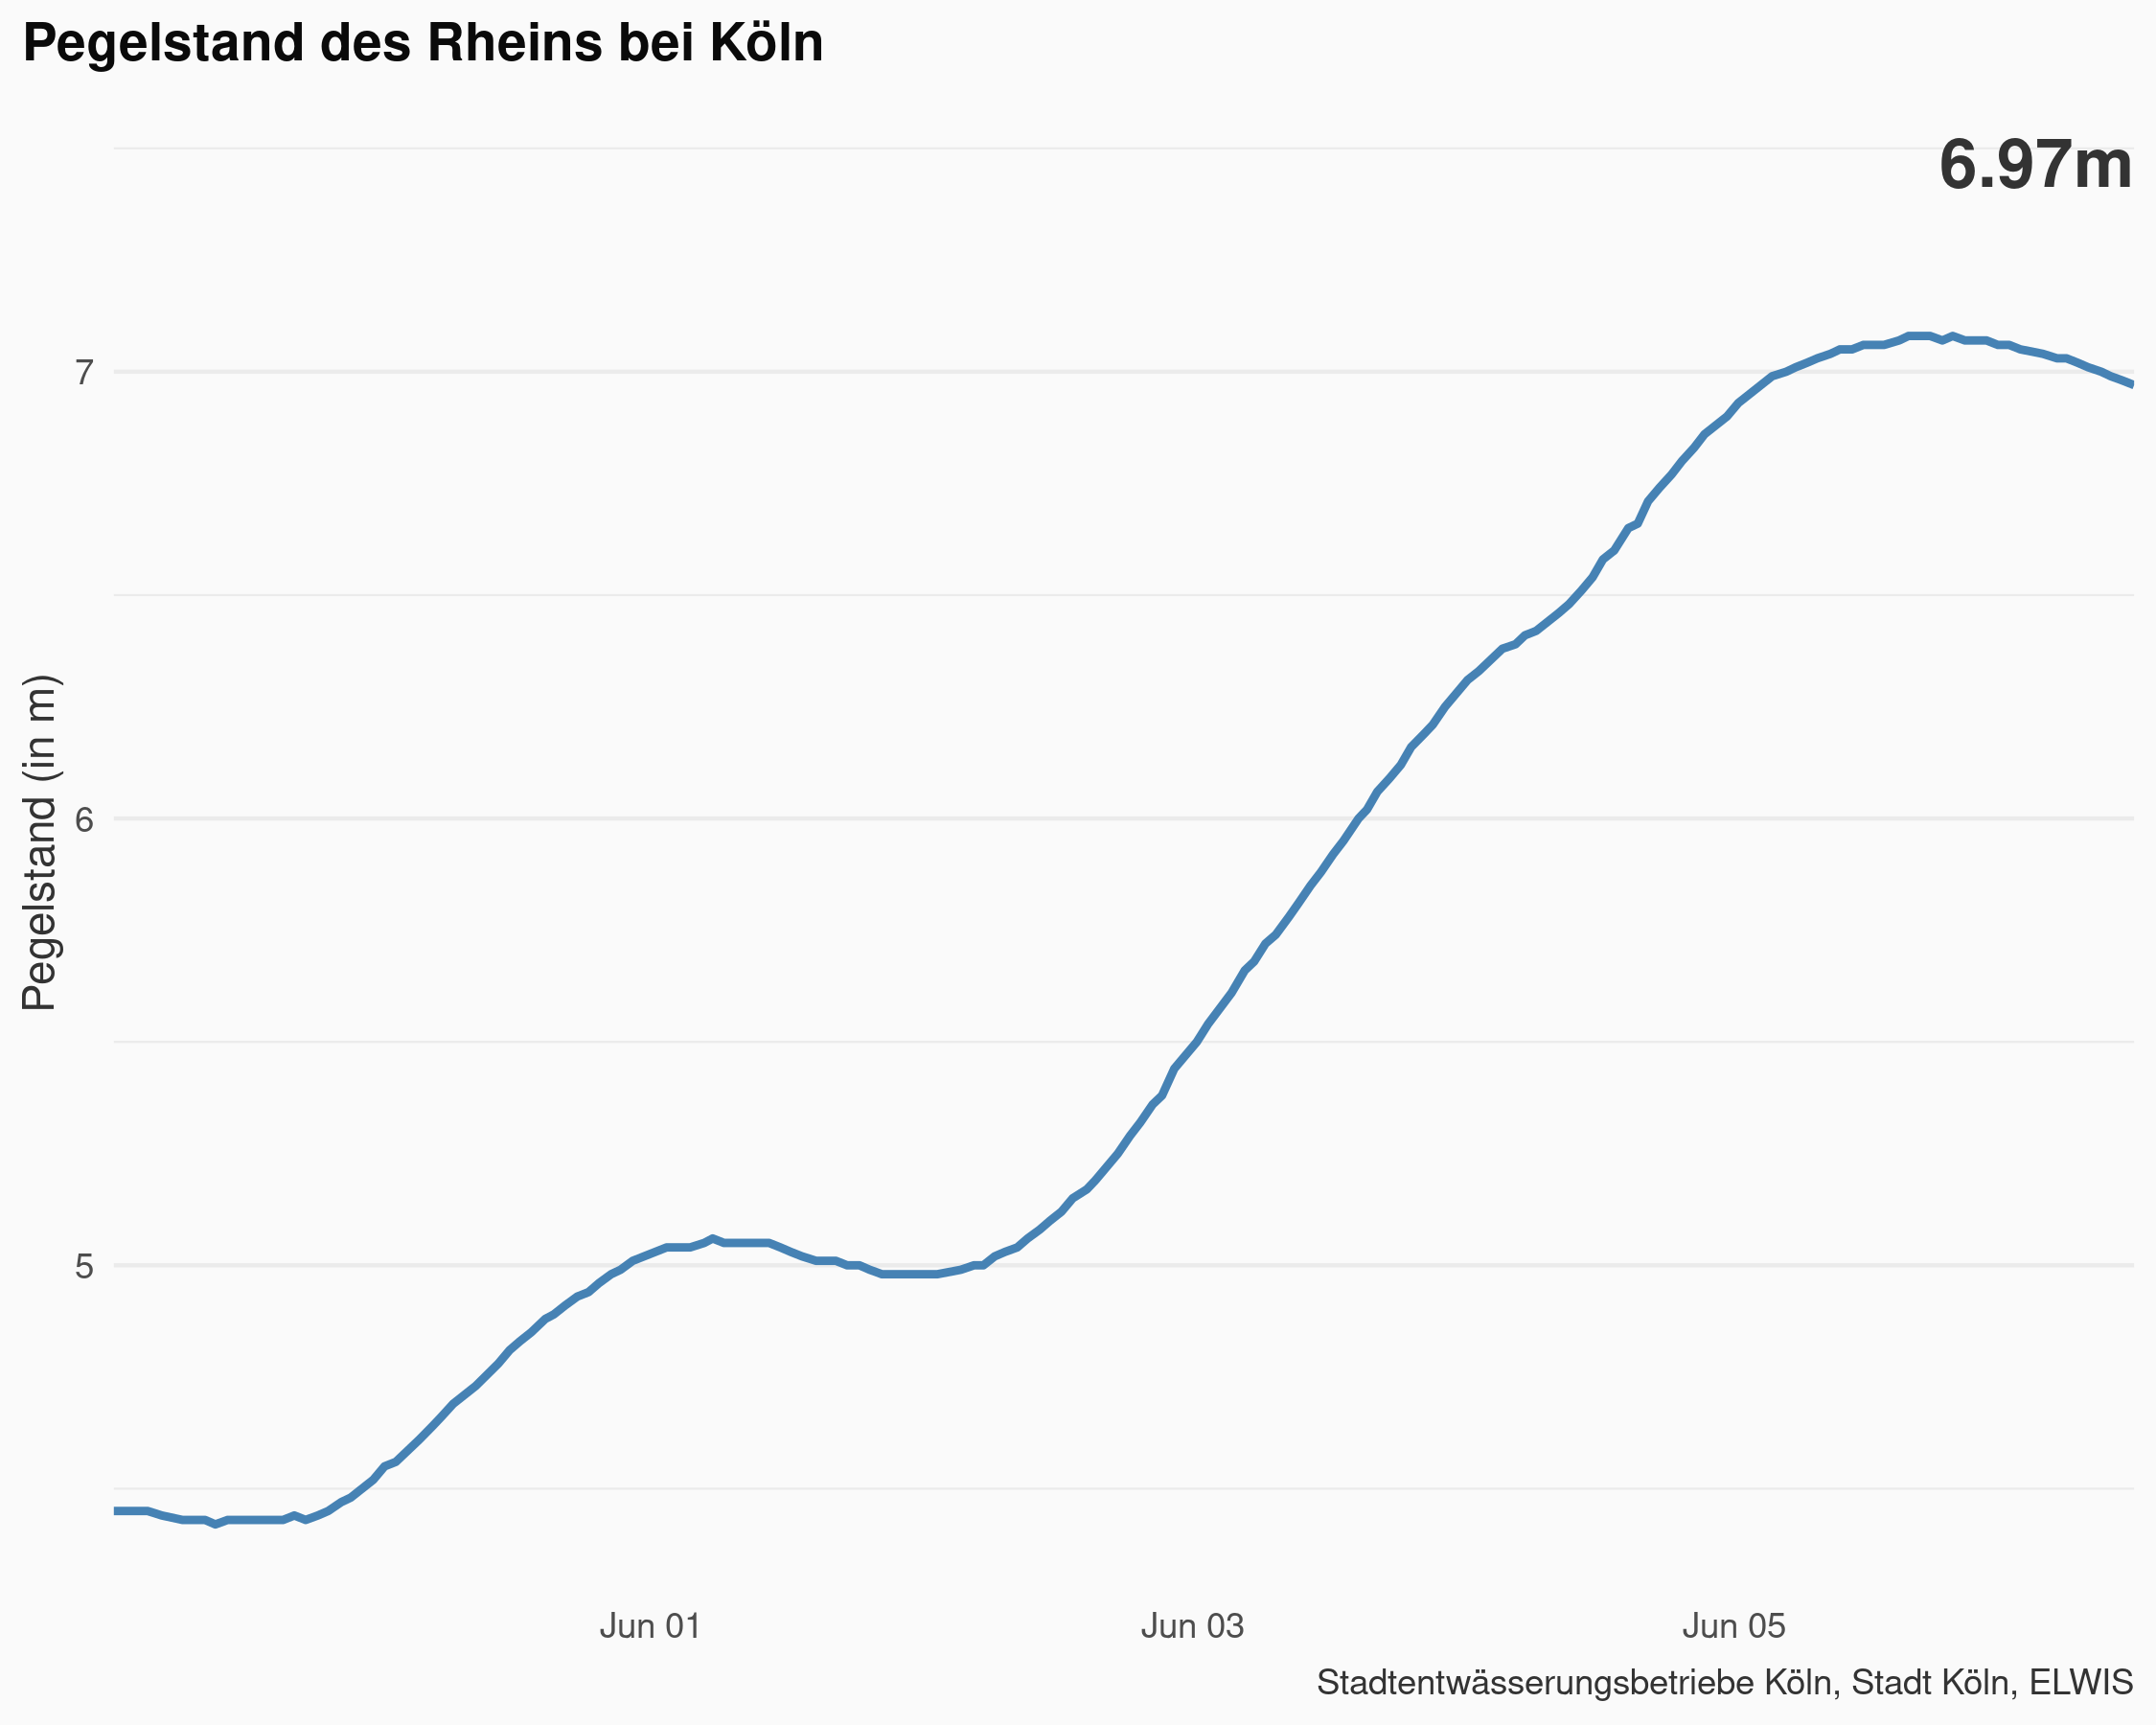 Pegelstand des Rheins bei Köln
6.97m
Pegelstand (in m)
7
6
5
Jun 01
Jun 03
Jun 05
Stadtentwässerungsbetriebe Köln, Stadt Köln, ELWIS